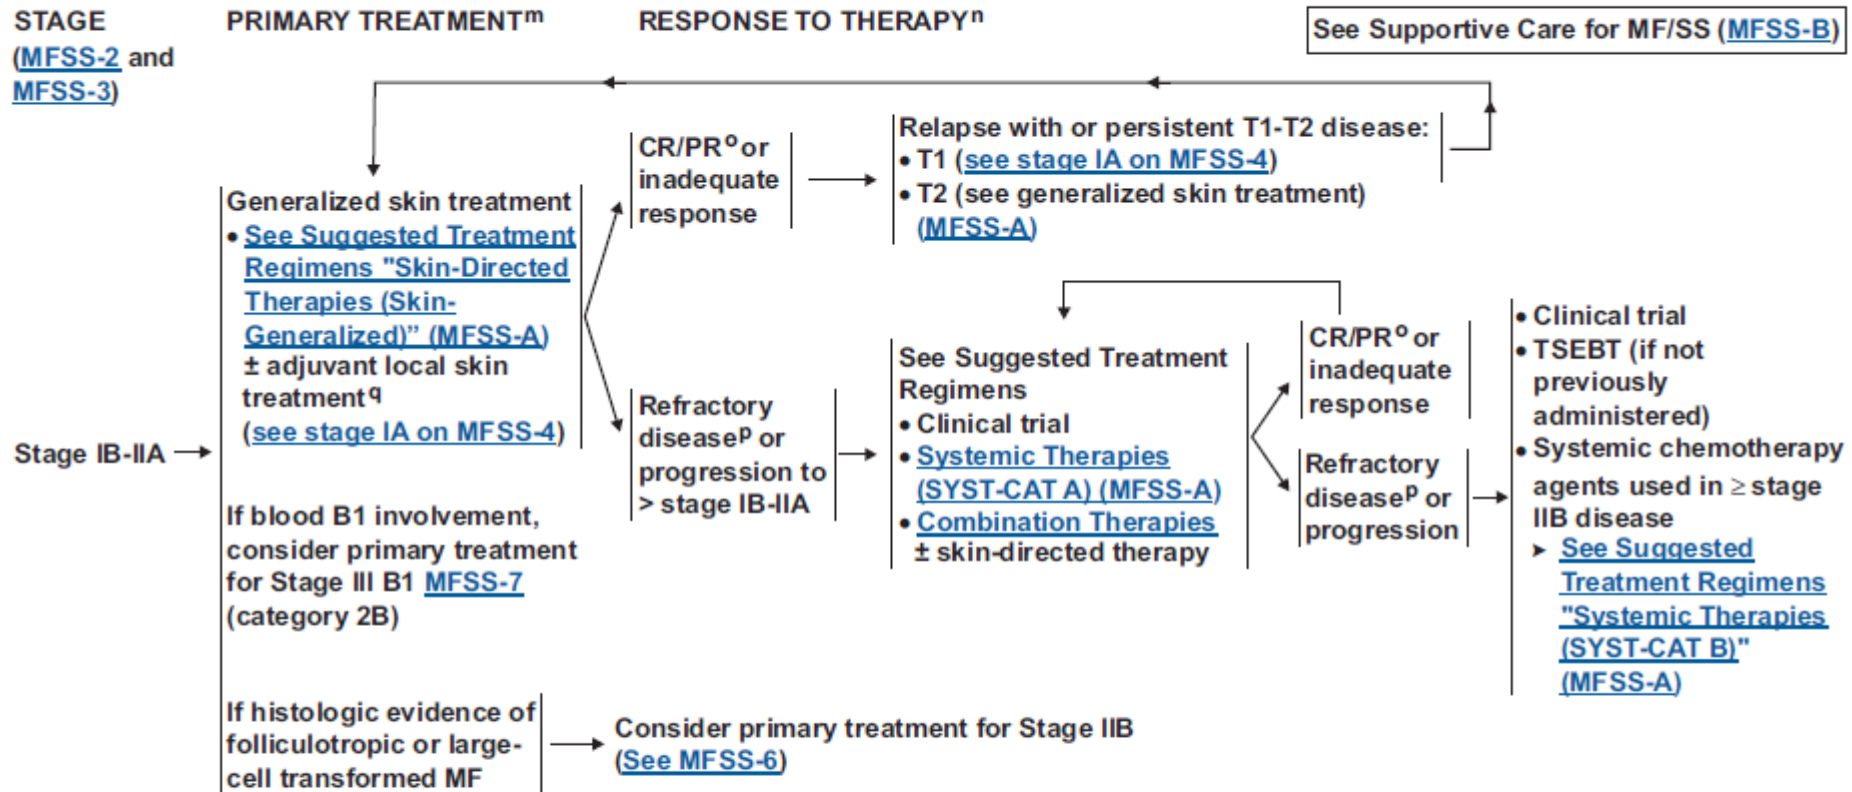 STAGE
(MFSS-2 and
MFSS-3)
PRIMARY TREATMENTᵐ
RESPONSE TO THERAPYⁿ
See Supportive Care for MF/SS (MFSS-B)
Stage IB-IIA
Generalized skin treatment
• See Suggested Treatment
Regimens "Skin-Directed
Therapies (Skin-
Generalized)” (MFSS-A)
± adjuvant local skin
treatment^q
(see stage IA on MFSS-4)
If blood B1 involvement,
consider primary treatment
for Stage III B1 MFSS-7
(category 2B)
If histologic evidence of
folliculotropic or large-
cell transformed MF
Consider primary treatment for Stage IIB
(See MFSS-6)
CR/PRᵒ or
inadequate
response
Relapse with or persistent T1-T2 disease:
• T1 (see stage IA on MFSS-4)
• T2 (see generalized skin treatment)
(MFSS-A)
Refractory
diseaseᵖ or
progression to
> stage IB-IIA
See Suggested Treatment
Regimens
• Clinical trial
• Systemic Therapies
(SYST-CAT A) (MFSS-A)
• Combination Therapies
± skin-directed therapy
CR/PRᵒ or
inadequate
response
Refractory
diseaseᵖ or
progression
• Clinical trial
• TSEBT (if not
previously
administered)
• Systemic chemotherapy
agents used in ≥ stage
IIB disease
➤ See Suggested
Treatment Regimens
"Systemic Therapies
(SYST-CAT B)"
(MFSS-A)